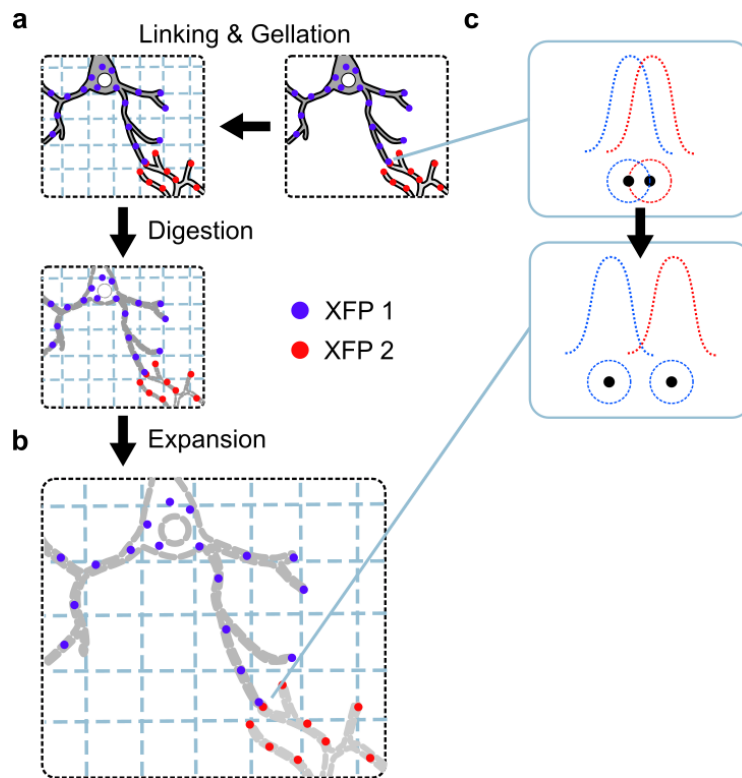 a
Linking & Gellation
c
Digestion
XFP 1
XFP 2
Expansion
b